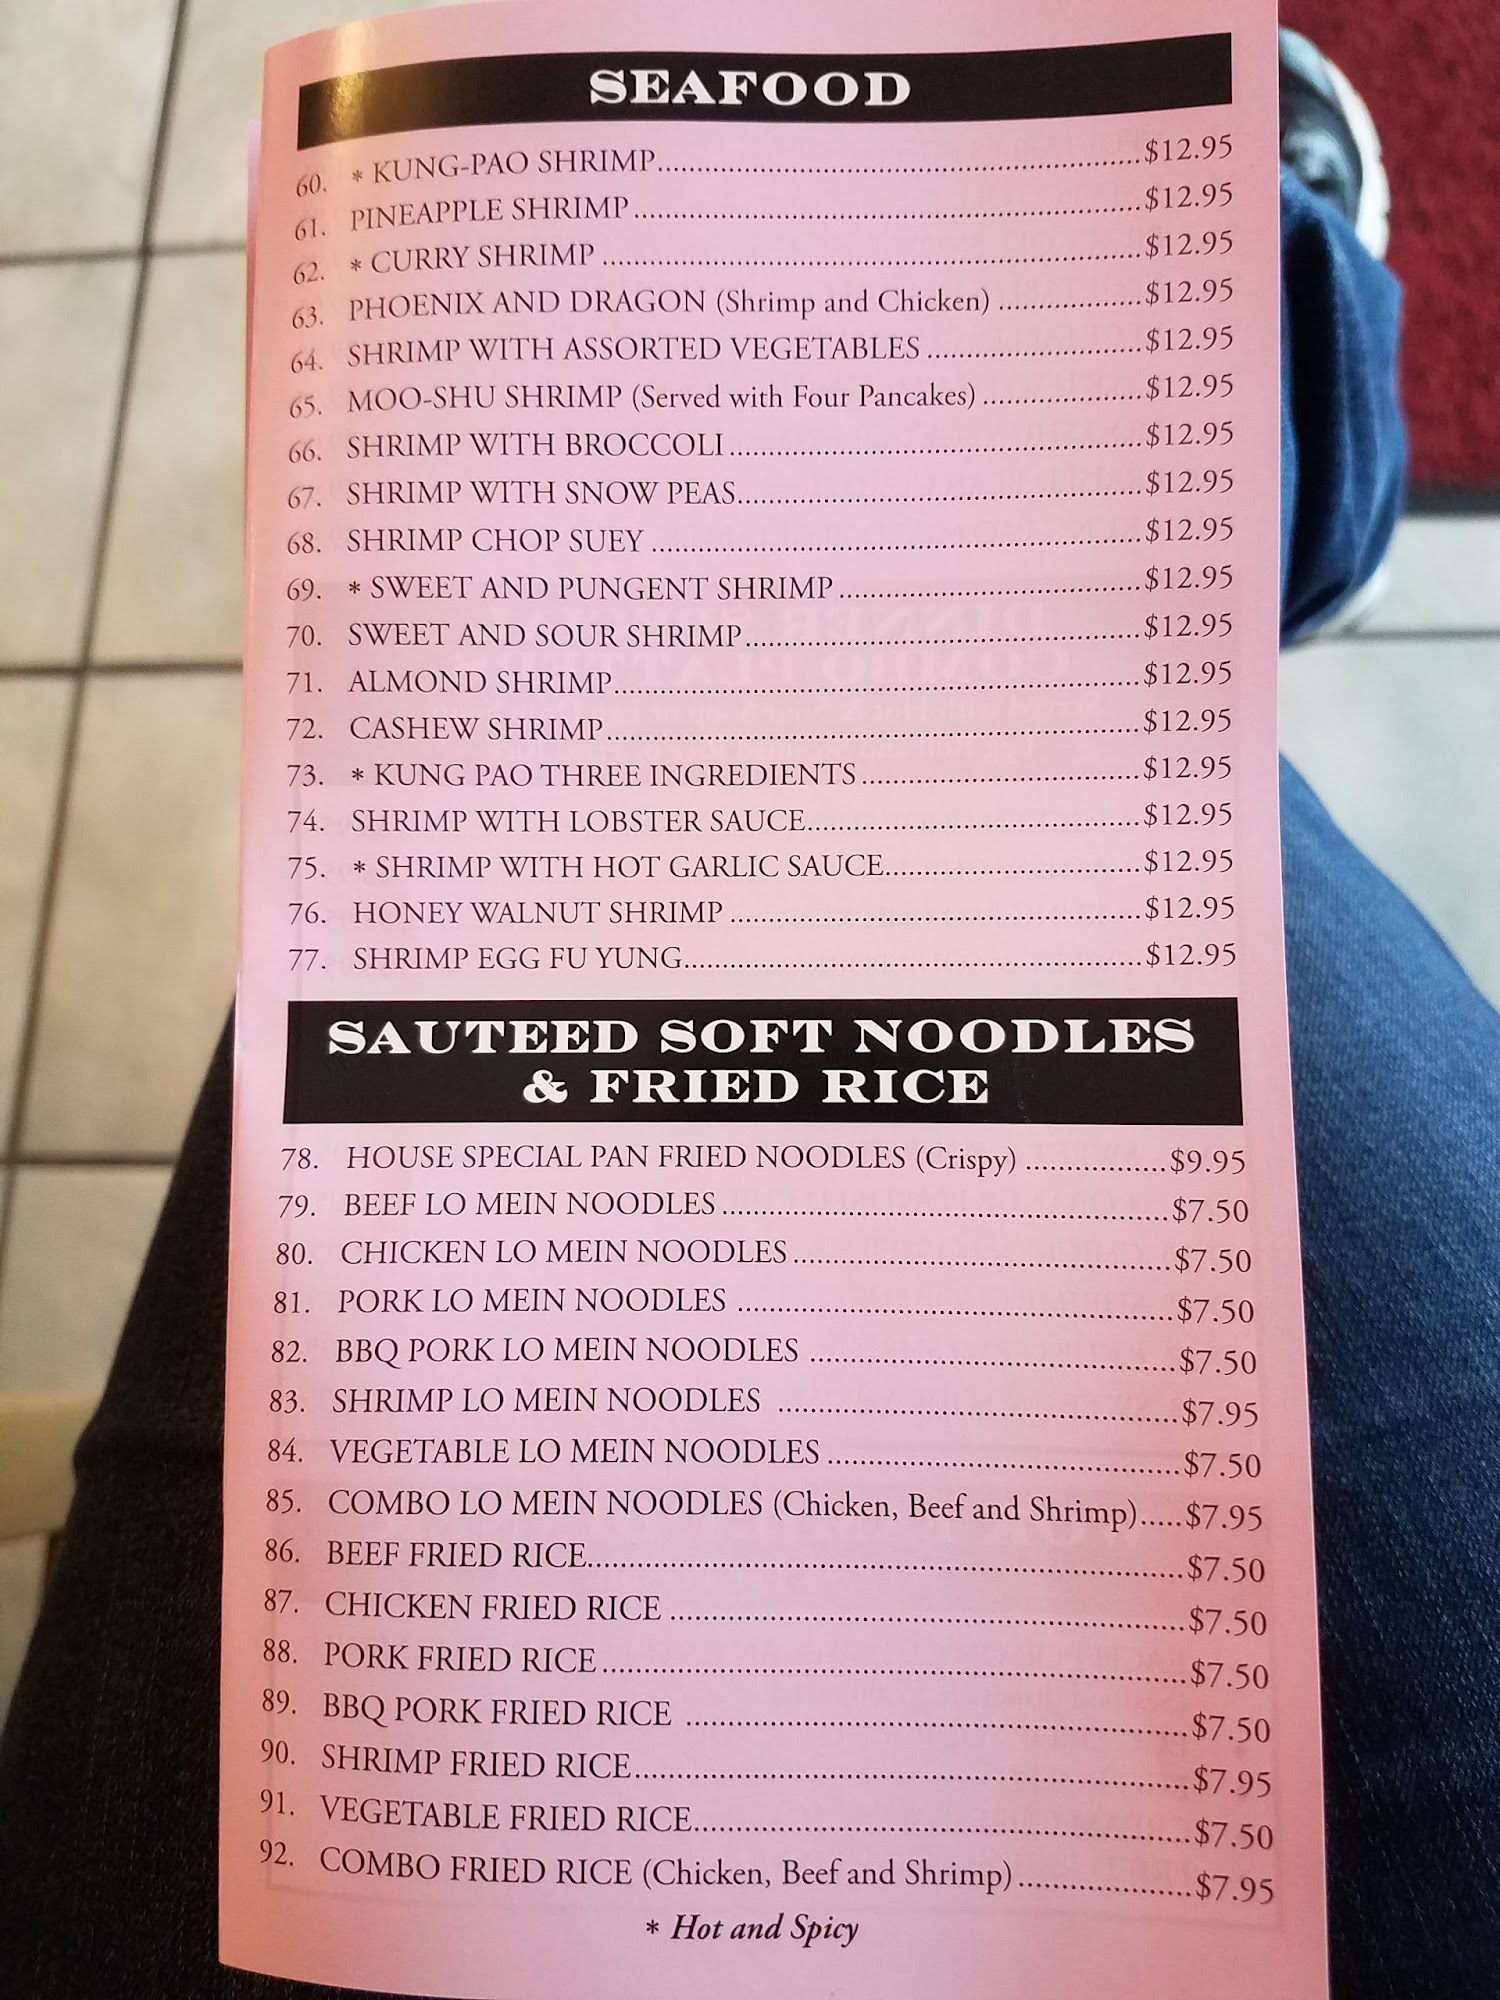 SEAFOOD
60. * KUNG-PAO SHRIMP ........ $12.95
61. PINEAPPLE SHRIMP ........ $12.95
62. * CURRY SHRIMP ........ $12.95
63. PHOENIX AND DRAGON (Shrimp and Chicken) ........ $12.95
64. SHRIMP WITH ASSORTED VEGETABLES ........ $12.95
65. MOO-SHU SHRIMP (Served with Four Pancakes) ........ $12.95
66. SHRIMP WITH BROCCOLI ........ $12.95
67. SHRIMP WITH SNOW PEAS ........ $12.95
68. SHRIMP CHOP SUEY ........ $12.95
69. * SWEET AND PUNGENT SHRIMP ........ $12.95
70. SWEET AND SOUR SHRIMP ........ $12.95
71. ALMOND SHRIMP ........ $12.95
72. CASHEW SHRIMP ........ $12.95
73. * KUNG PAO THREE INGREDIENTS ........ $12.95
74. SHRIMP WITH LOBSTER SAUCE ........ $12.95
75. * SHRIMP WITH HOT GARLIC SAUCE ........ $12.95
76. HONEY WALNUT SHRIMP ........ $12.95
77. SHRIMP EGG FU YUNG ........ $12.95
SAUTEED SOFT NOODLES
& FRIED RICE
78. HOUSE SPECIAL PAN FRIED NOODLES (Crispy) ........ $9.95
79. BEEF LO MEIN NOODLES ........ $7.50
80. CHICKEN LO MEIN NOODLES ........ $7.50
81. PORK LO MEIN NOODLES ........ $7.50
82. BBQ PORK LO MEIN NOODLES ........ $7.50
83. SHRIMP LO MEIN NOODLES ........ $7.95
84. VEGETABLE LO MEIN NOODLES ........ $7.50
85. COMBO LO MEIN NOODLES (Chicken, Beef and Shrimp) ..... $7.95
86. BEEF FRIED RICE ........ $7.50
87. CHICKEN FRIED RICE ........ $7.50
88. PORK FRIED RICE ........ $7.50
89. BBQ PORK FRIED RICE ........ $7.50
90. SHRIMP FRIED RICE ........ $7.95
91. VEGETABLE FRIED RICE ........ $7.50
92. COMBO FRIED RICE (Chicken, Beef and Shrimp) ........ $7.95
* Hot and Spicy